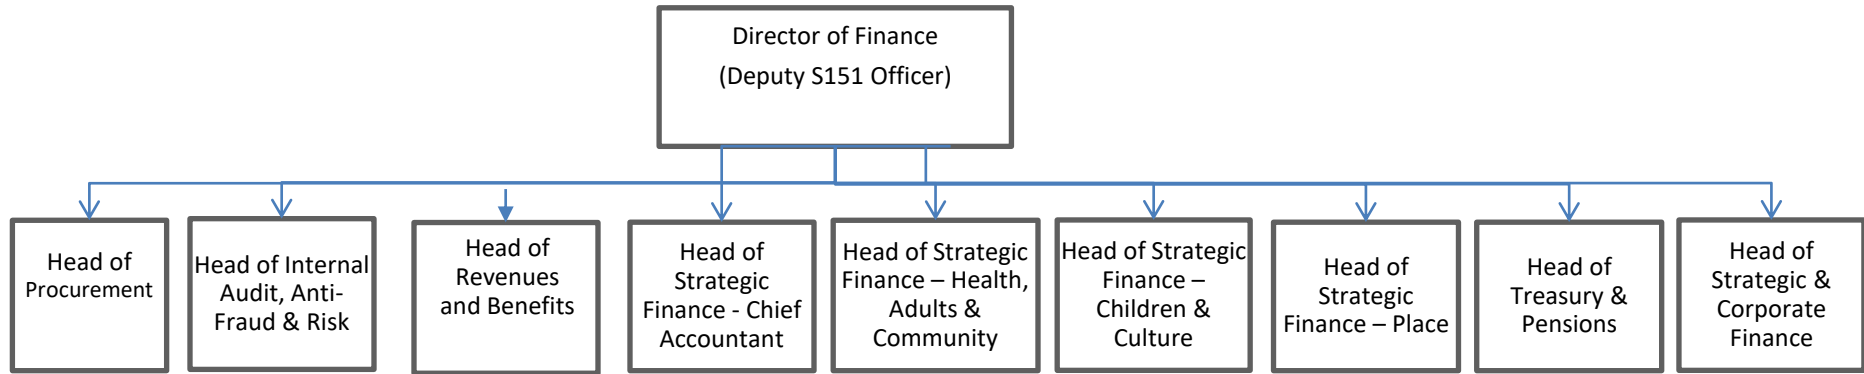 Director of Finance
(Deputy S151 Officer)
Head of
Procurement
Head of Internal
Audit, Anti-
Fraud & Risk
Head of
Revenues
and Benefits
Head of
Strategic
Finance - Chief
Accountant
Head of Strategic
Finance – Health,
Adults &
Community
Head of Strategic
Finance –
Children &
Culture
Head of
Strategic
Finance – Place
Head of
Treasury &
Pensions
Head of
Strategic &
Corporate
Finance